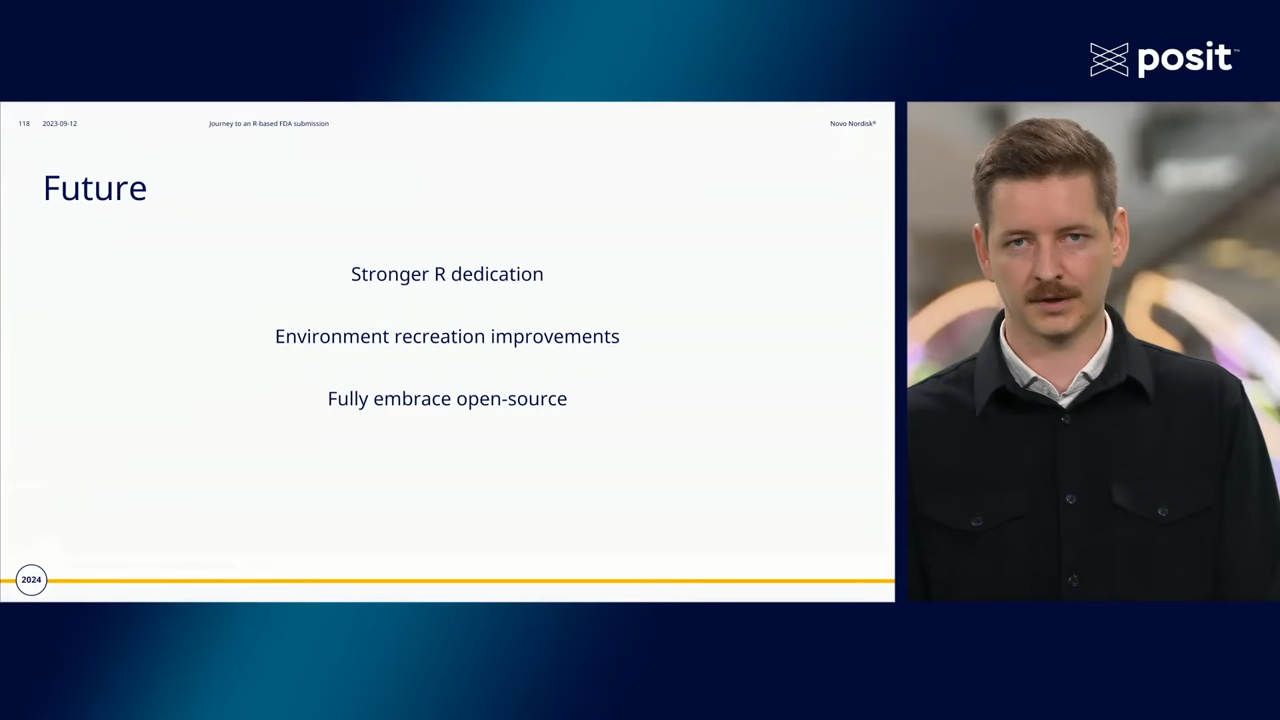 posit™
118 2023-09-12 Journey to an R-based FDA submission Novo Nordisk®
Future
Stronger R dedication
Environment recreation improvements
Fully embrace open-source
2024